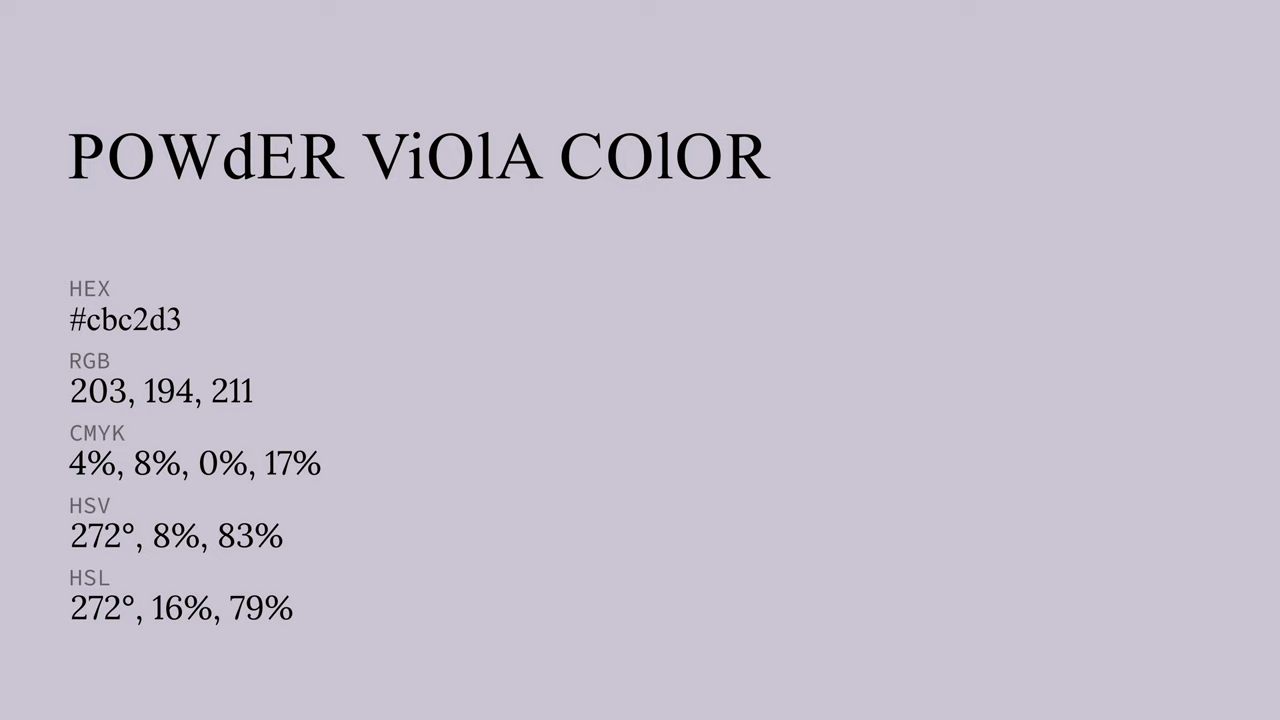 POWdER ViOlA COlOR
HEX
#cbc2d3
RGB
203, 194, 211
CMYK
4%, 8%, 0%, 17%
HSV
272°, 8%, 83%
HSL
272°, 16%, 79%